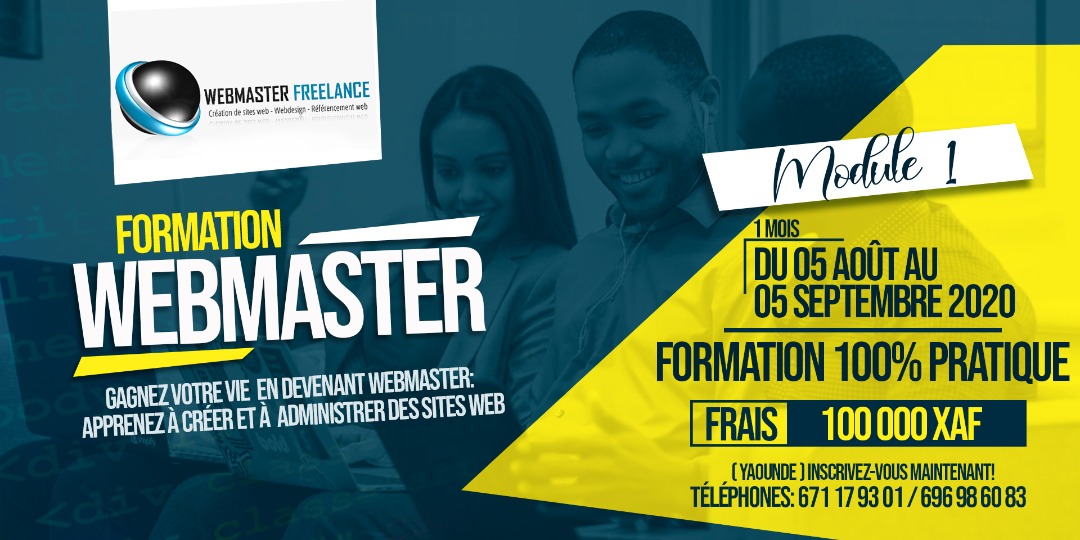 WEBMASTER FREELANCE
Création de sites web - Webdesign - Référencement web
FORMATION
WEBMASTER
GAGNEZ VOTRE VIE EN DEVENANT WEBMASTER:
APPRENEZ À CRÉER ET À ADMINISTRER DES SITES WEB
Module 1
1 MOIS
DU 05 AOÛT AU
05 SEPTEMBRE 2020
FORMATION 100% PRATIQUE
FRAIS 100 000 XAF
( YAOUNDE ) INSCRIVEZ-VOUS MAINTENANT!
TÉLÉPHONES: 671 17 93 01 / 696 98 60 83